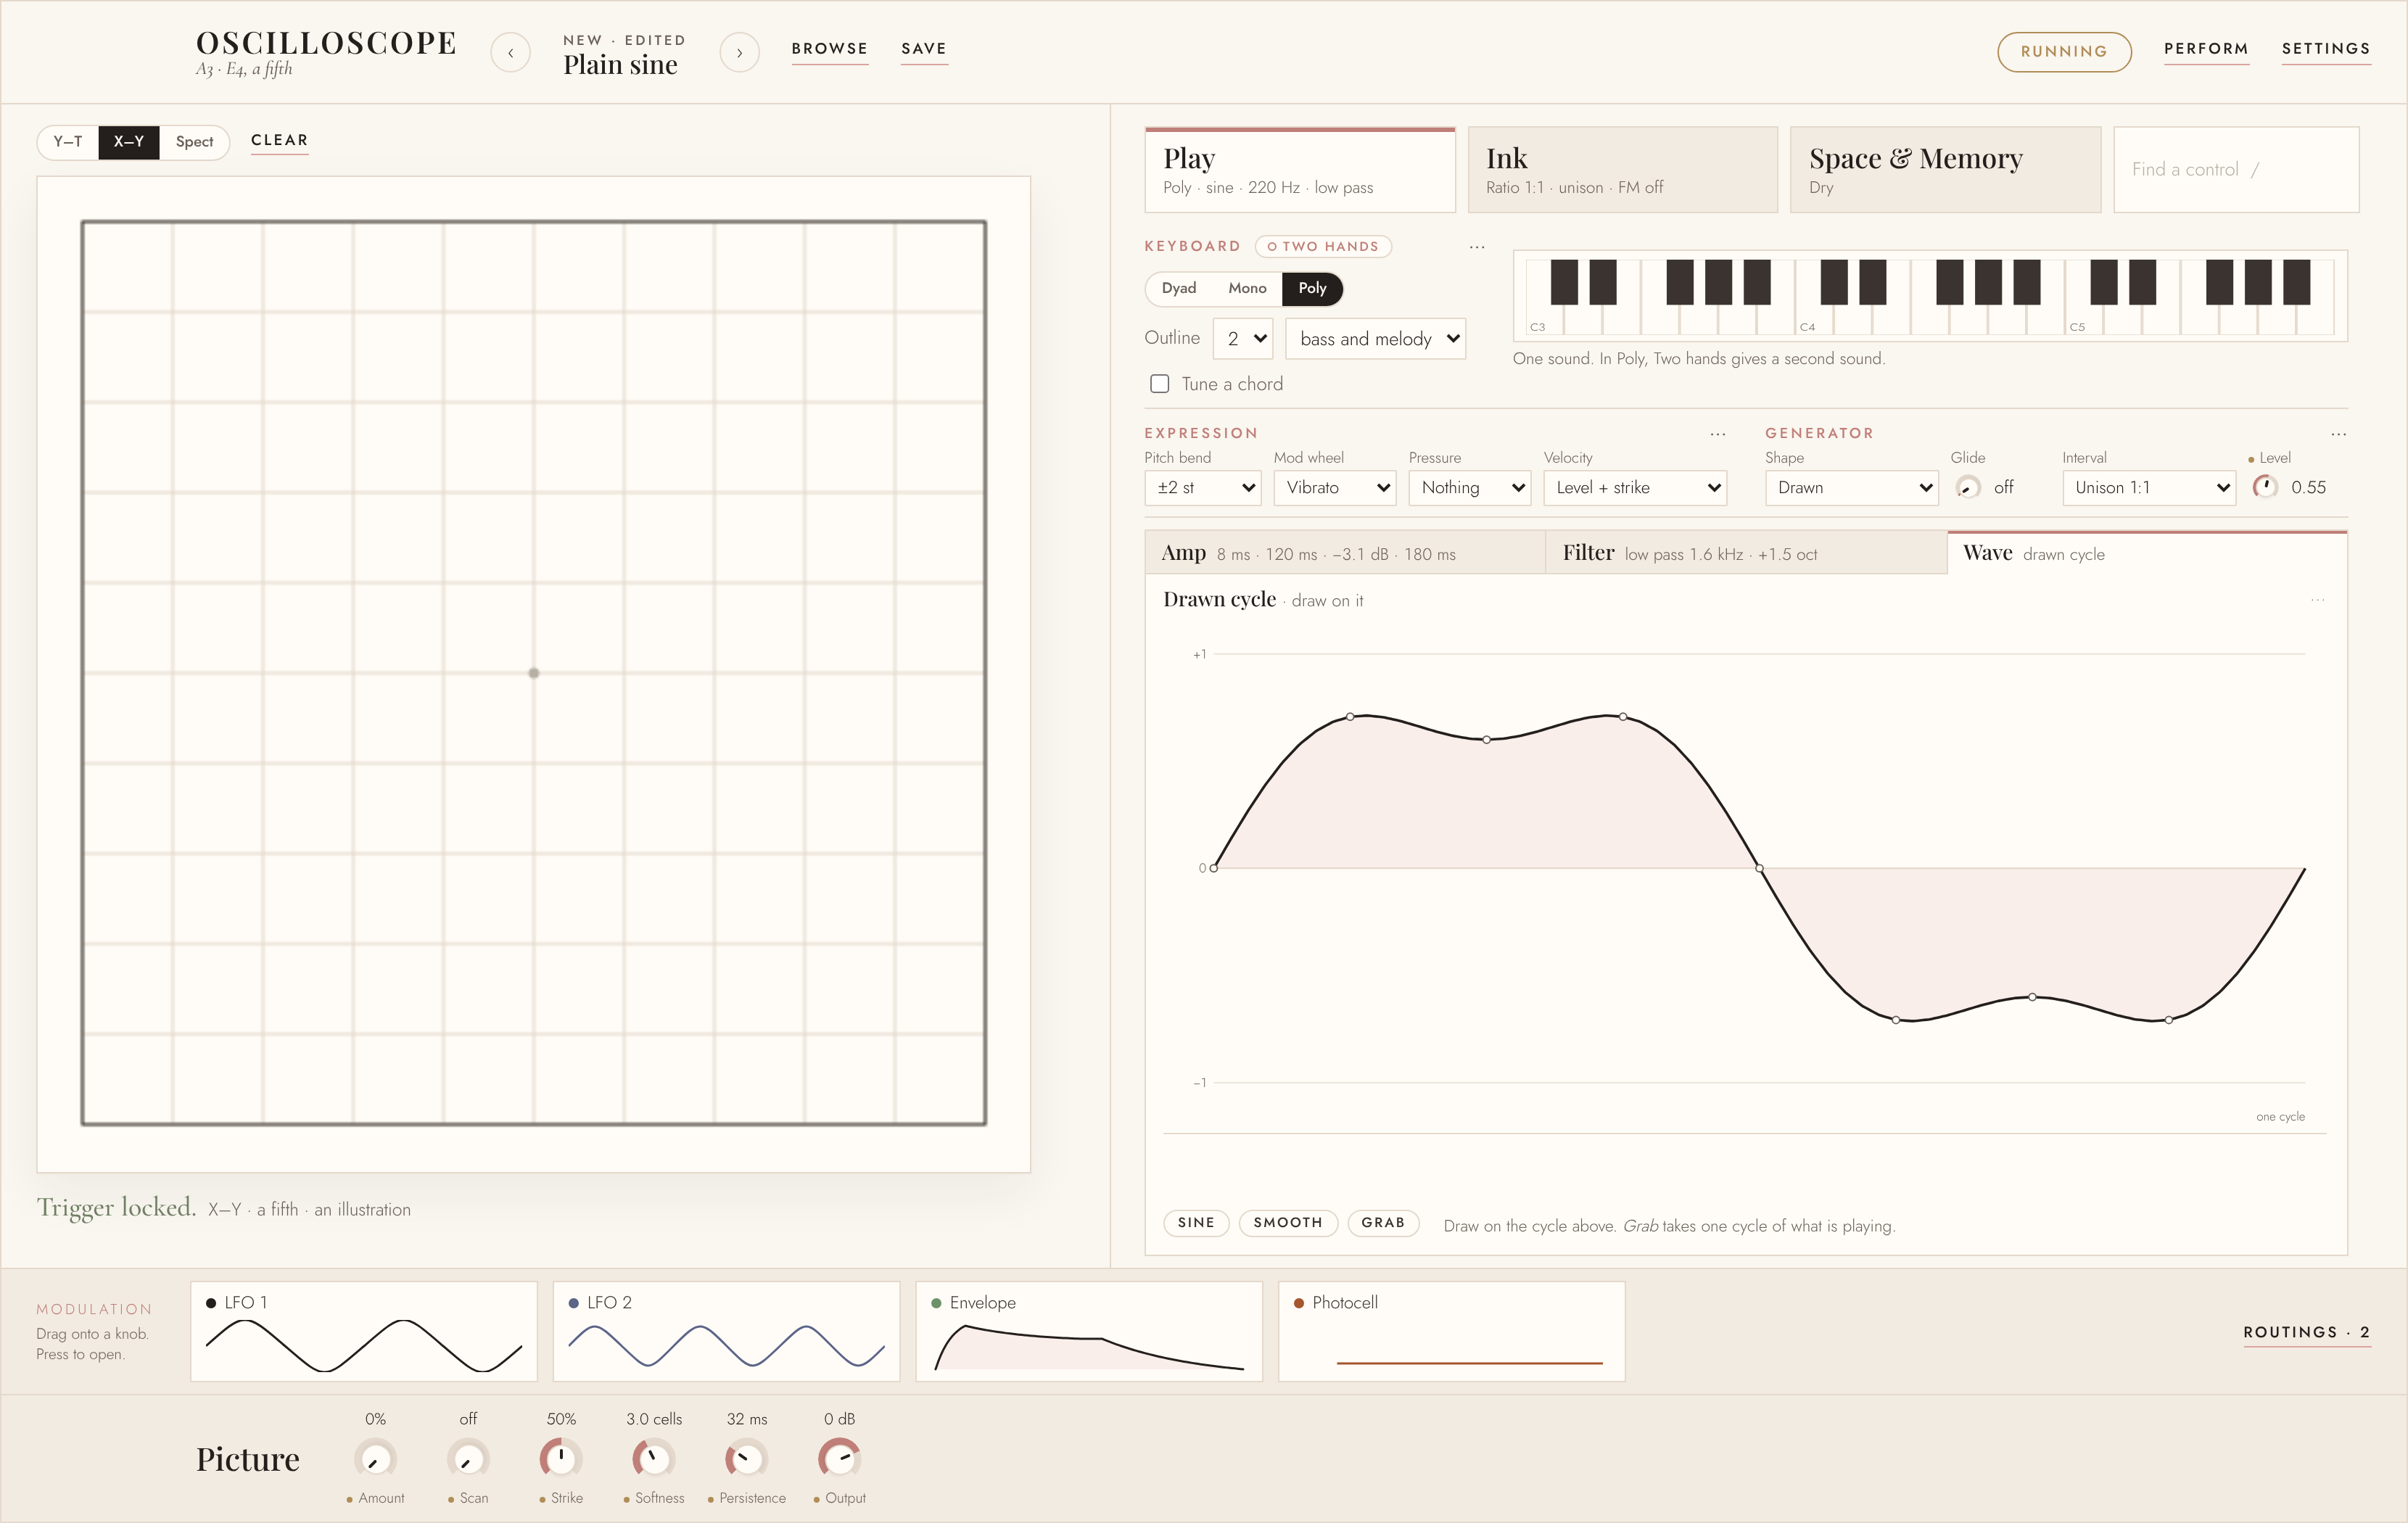 OSCILLOSCOPE
A3 · E4, a fifth
‹
NEW · EDITED
Plain sine
›
BROWSE
SAVE
RUNNING
PERFORM
SETTINGS
Y–T
X–Y
Spect
CLEAR
Play
Poly · sine · 220 Hz · low pass
Ink
Ratio 1:1 · unison · FM off
Space & Memory
Dry
Find a control /
KEYBOARD
TWO HANDS
...
Dyad
Mono
Poly
Outline
2
bass and melody
Tune a chord
C3
C4
C5
One sound. In Poly, Two hands gives a second sound.
EXPRESSION
...
Pitch bend
Mod wheel
Pressure
Velocity
±2 st
Vibrato
Nothing
Level + strike
GENERATOR
...
Shape
Glide
Interval
Level
Drawn
off
Unison 1:1
0.55
Amp 8 ms · 120 ms · −3.1 dB · 180 ms
Filter low pass 1.6 kHz · +1.5 oct
Wave drawn cycle
Drawn cycle · draw on it
...
+1
0
−1
one cycle
SINE
SMOOTH
GRAB
Draw on the cycle above. Grab takes one cycle of what is playing.
Trigger locked. X–Y · a fifth · an illustration
MODULATION
Drag onto a knob.
Press to open.
LFO 1
LFO 2
Envelope
Photocell
ROUTINGS · 2
Picture
0%
off
50%
3.0 cells
32 ms
0 dB
Amount
Scan
Strike
Softness
Persistence
Output